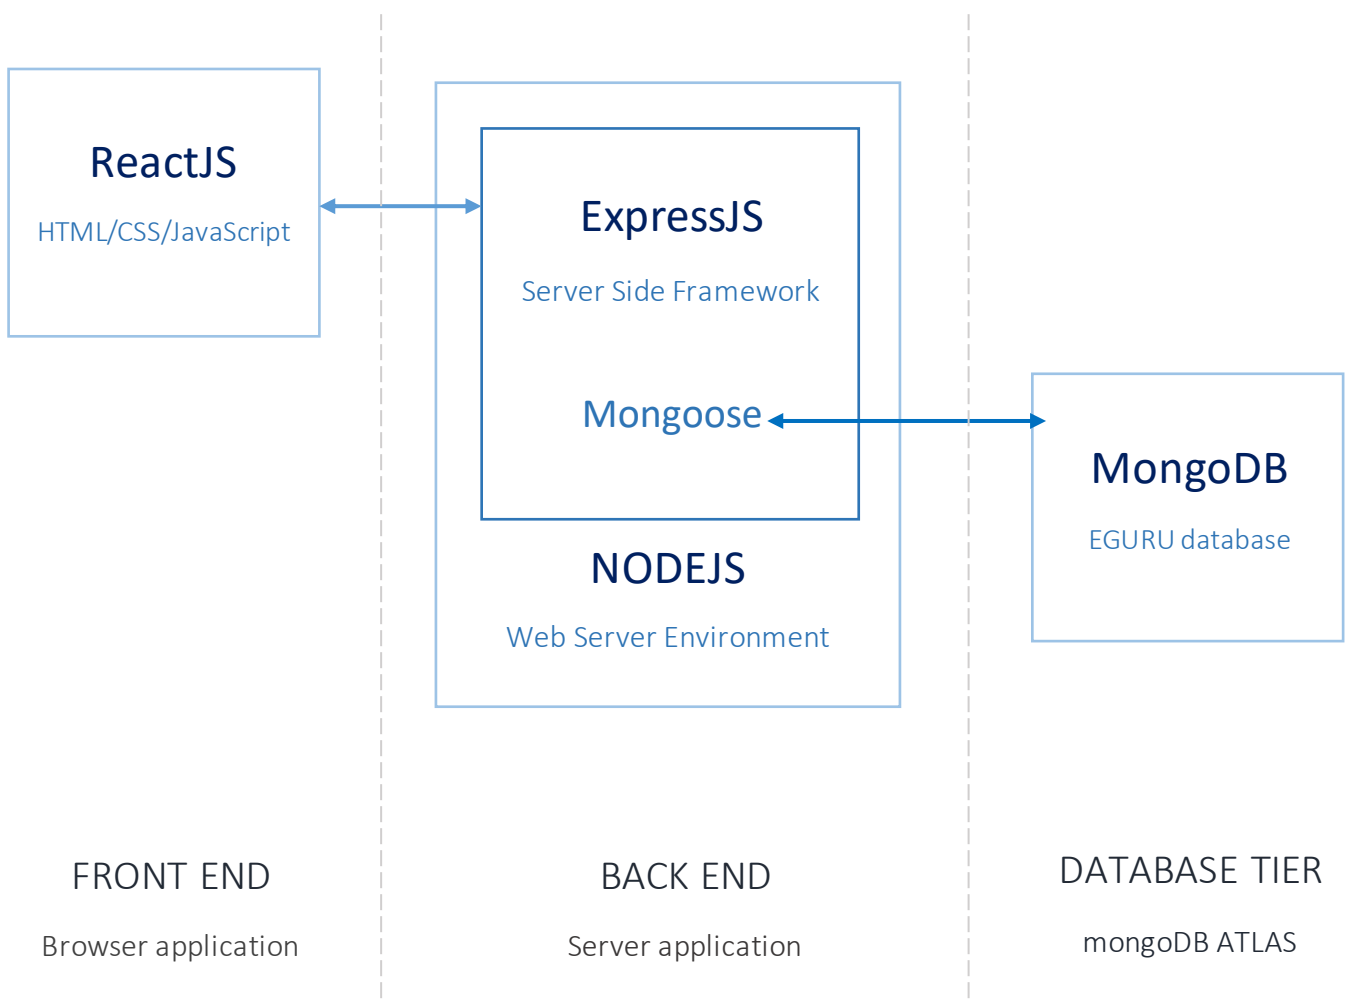 ReactJS
HTML/CSS/JavaScript
ExpressJS
Server Side Framework
Mongoose
NODEJS
Web Server Environment
MongoDB
EGURU database
FRONT END
Browser application
BACK END
Server application
DATABASE TIER
mongoDB ATLAS